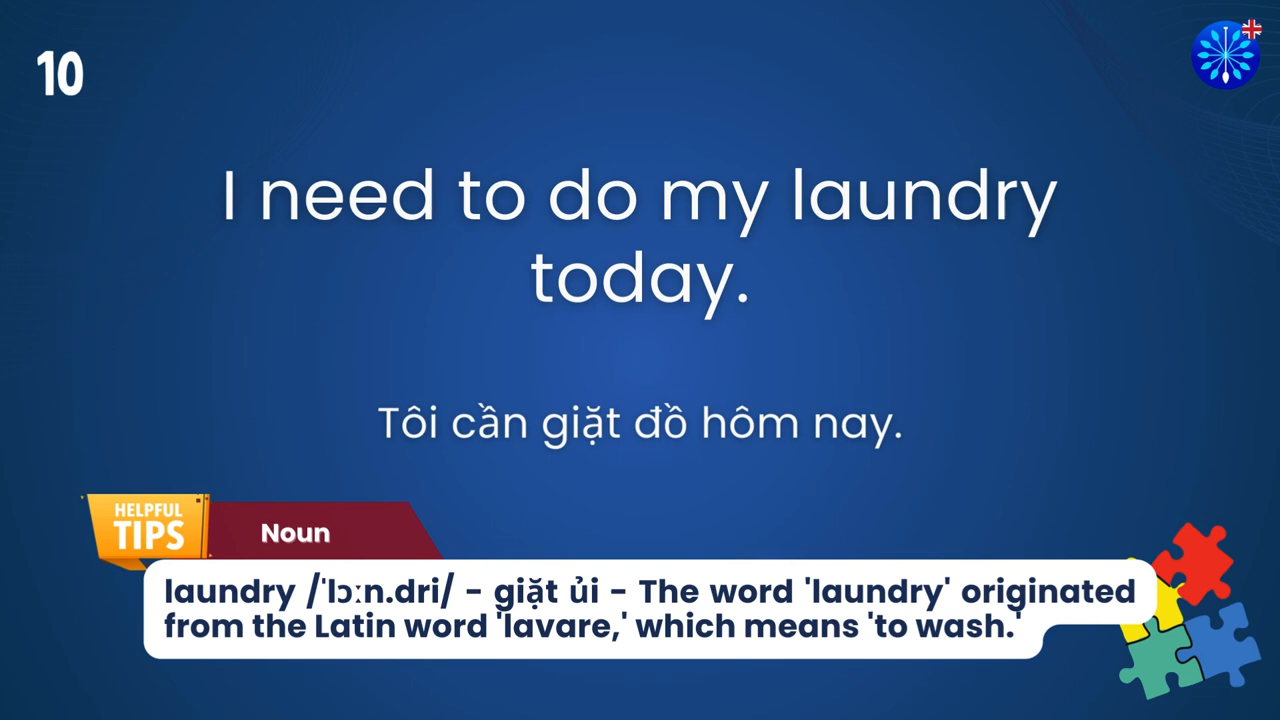 10
I need to do my laundry
today.
Tôi cần giặt đồ hôm nay.
HELPFUL
TIPS
Noun
laundry /'lɔːn.dri/ - giặt ủi - The word 'laundry' originated
from the Latin word 'lavare,' which means 'to wash.'